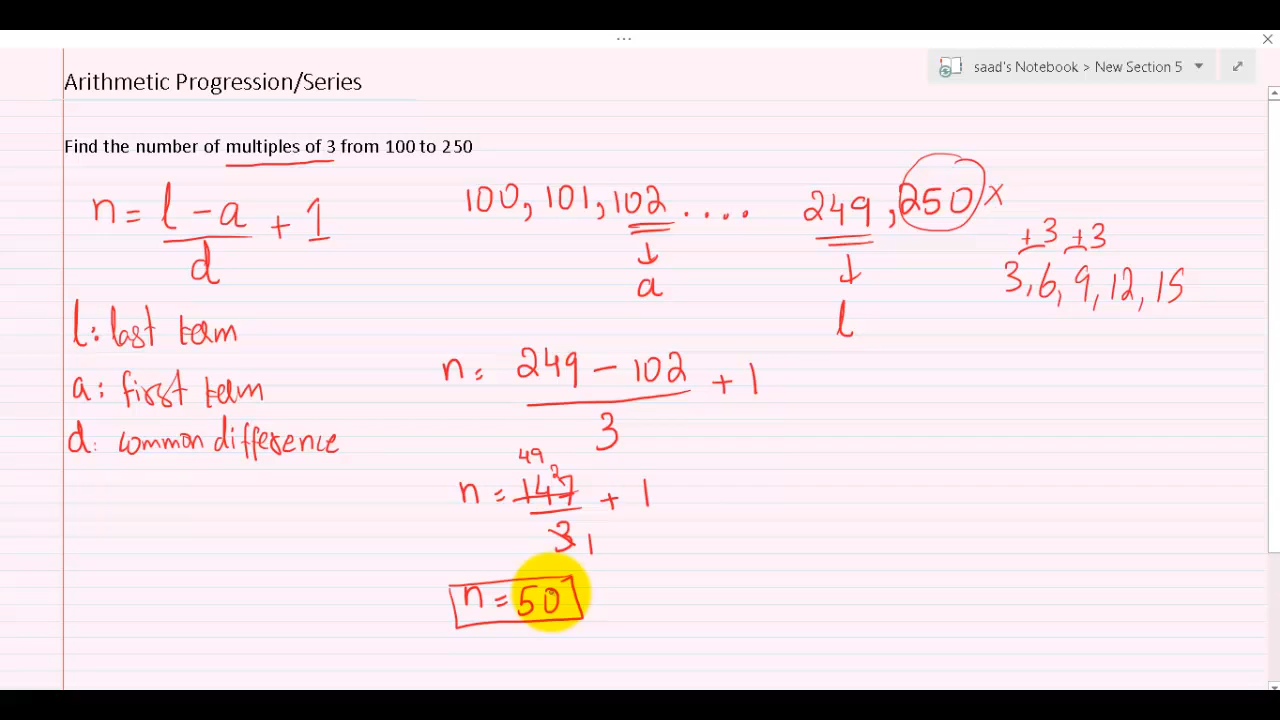 saad's Notebook > New Section 5
Arithmetic Progression/Series
Find the number of multiples of 3 from 100 to 250
n = l - a / d + 1
100, 101, 102 .... 249, 250 ×
a
l
+3 +3
3, 6, 9, 12, 15
l: last term
a: first term
d: common difference
n = 249 - 102 / 3 + 1
49
2
n = 147 / 3 + 1
1
n = 50